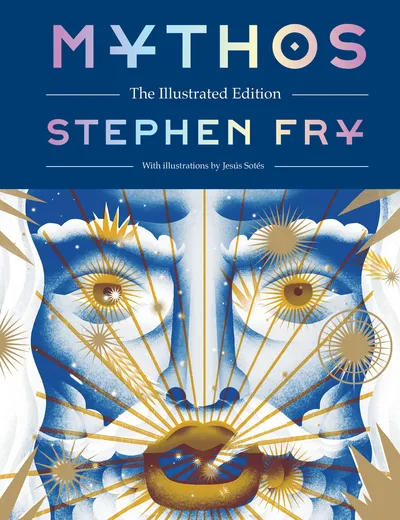 MYTHOS
The Illustrated Edition
STEPHEN FRY
With illustrations by Jesús Sotés